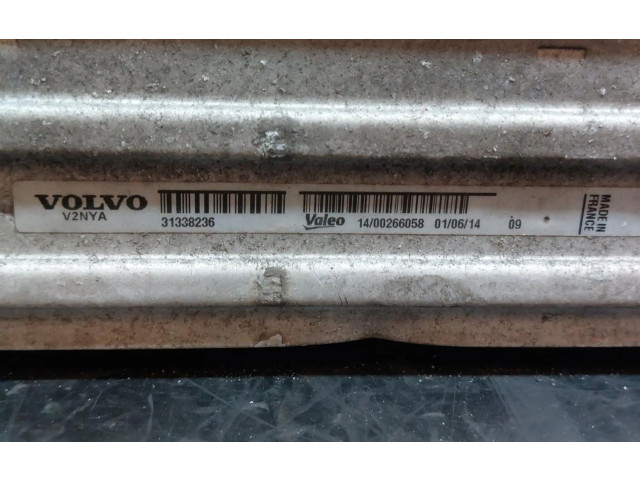 VOLVO
V2NYA
31338236
Valeo 14/00266058 01/06/14 09
MADE IN
FRANCE